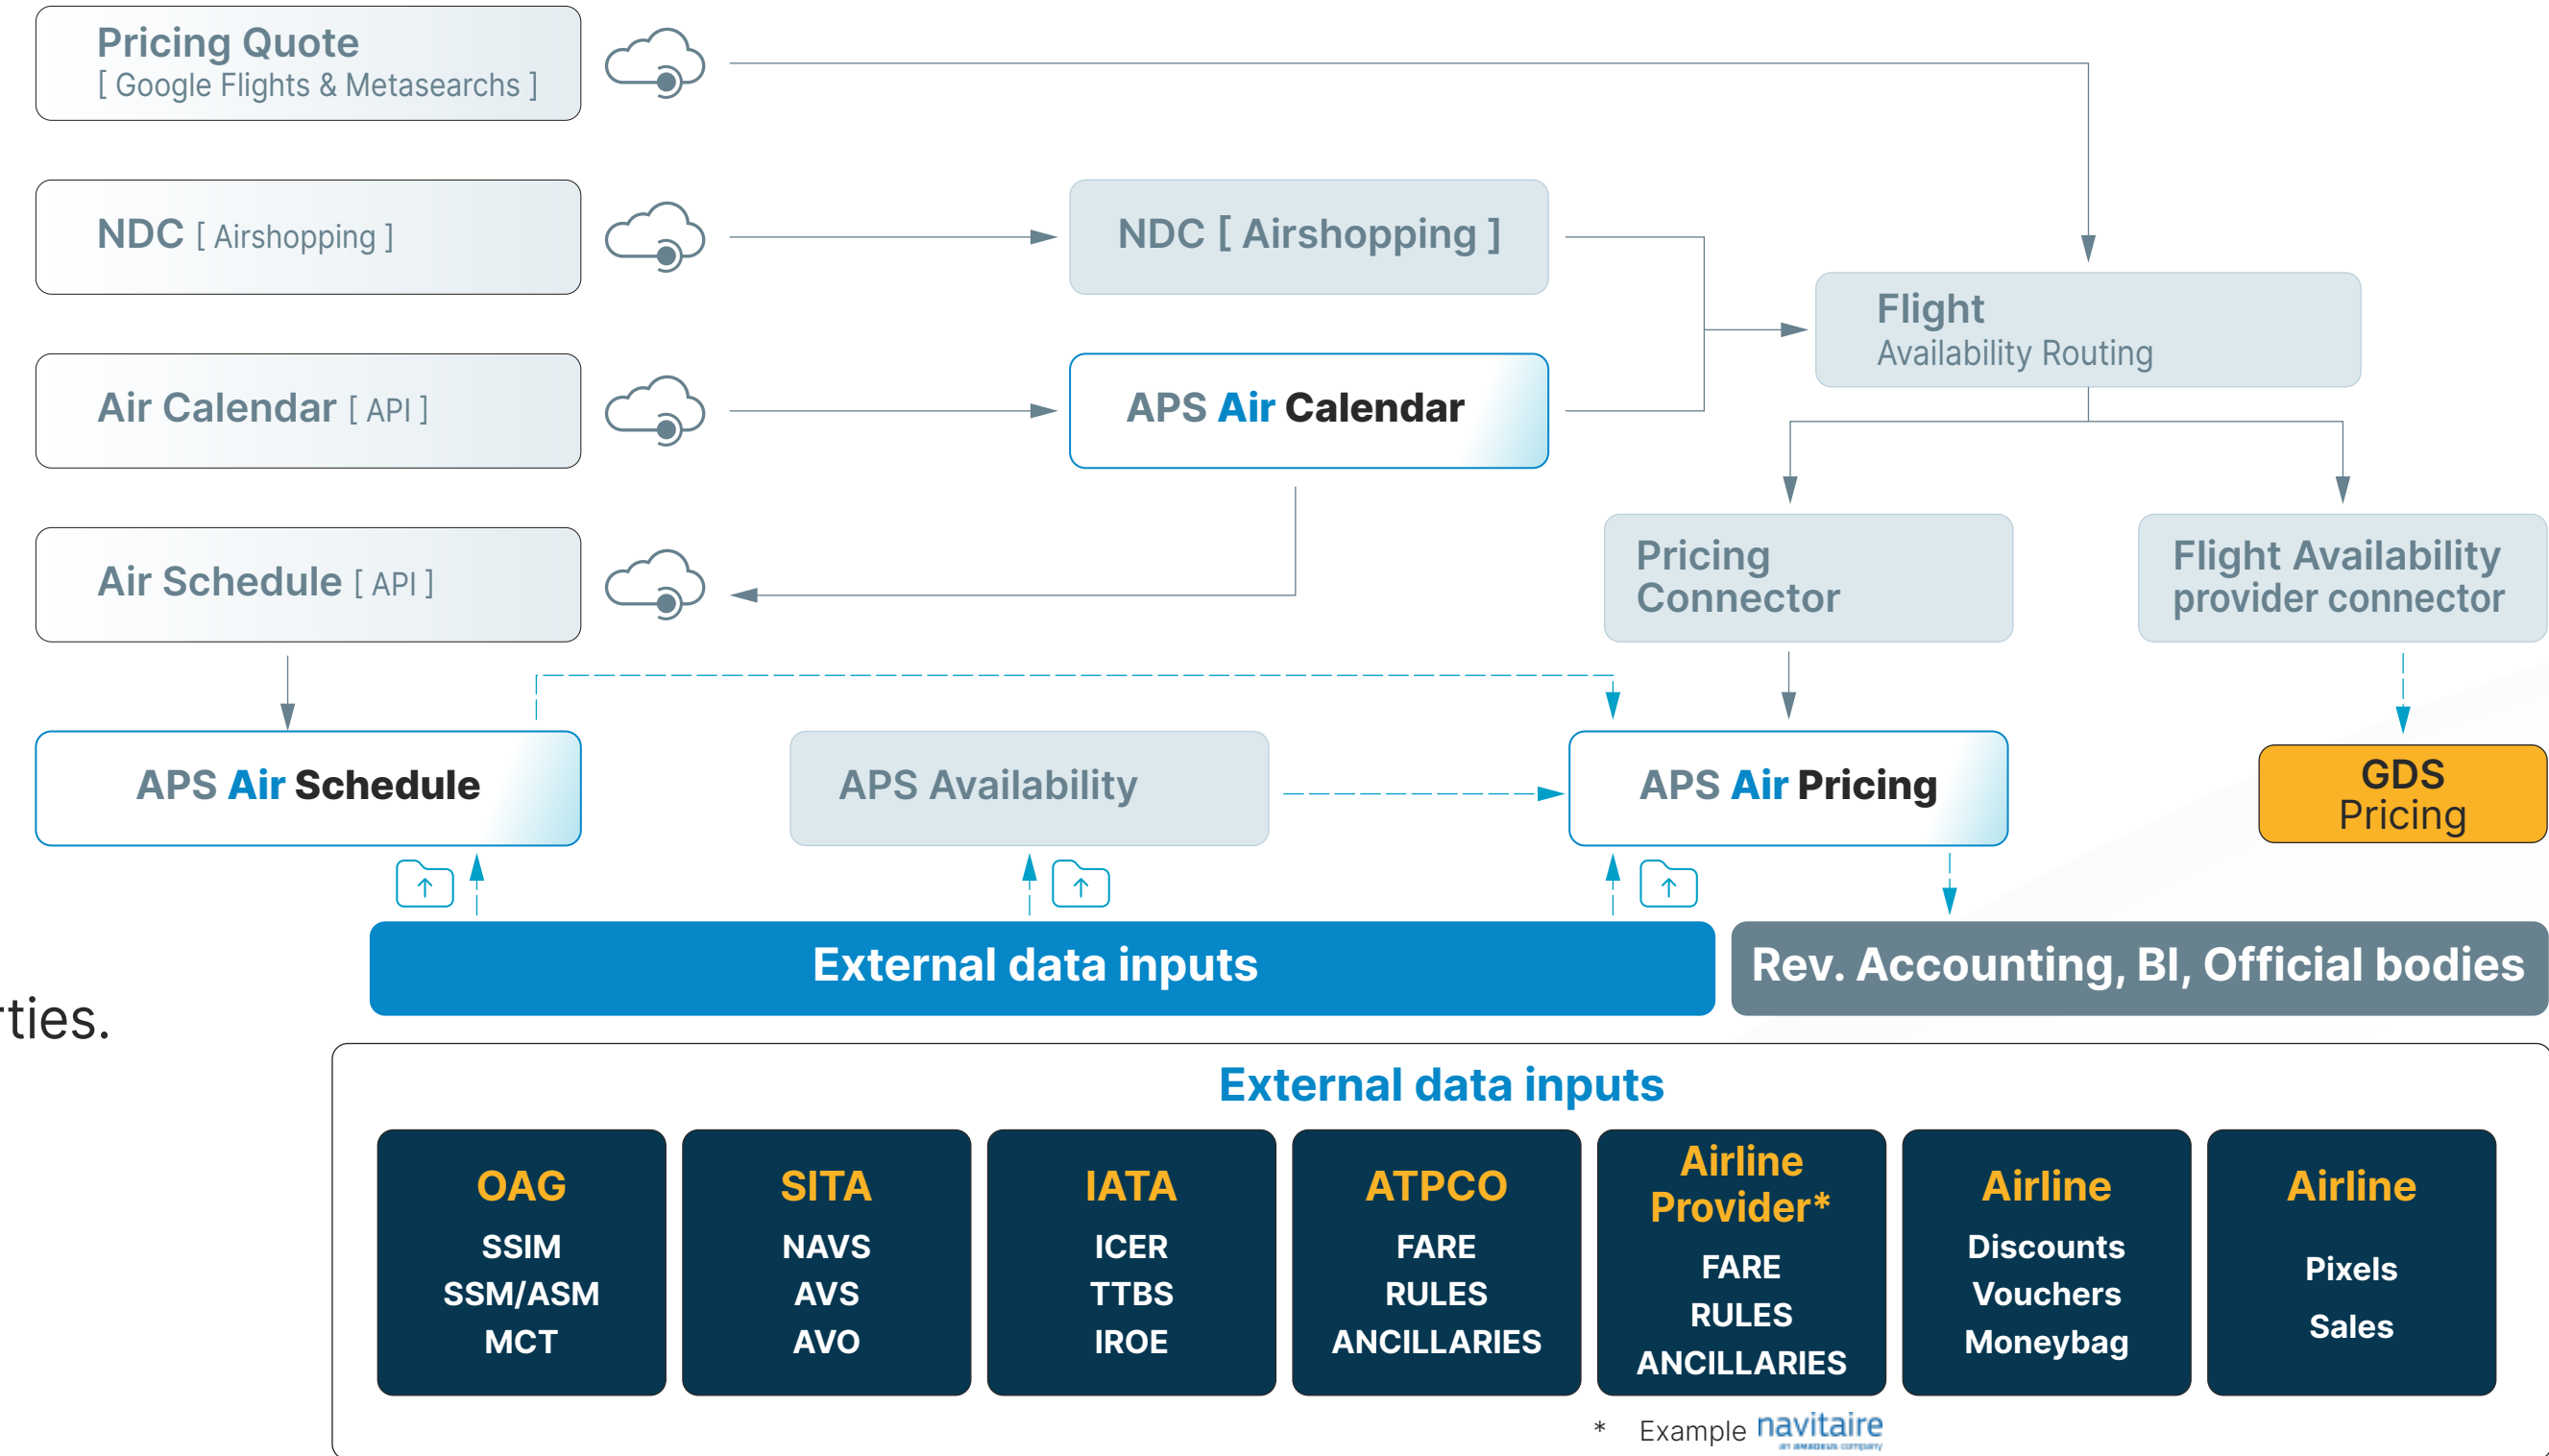 Pricing Quote
[ Google Flights & Metasearchs ]
NDC [ Airshopping ]
NDC [ Airshopping ]
Flight
Availability Routing
Air Calendar [ API ]
APS Air Calendar
Air Schedule [ API ]
Pricing
Connector
Flight Availability
provider connector
APS Air Schedule
APS Availability
APS Air Pricing
GDS
Pricing
External data inputs
Rev. Accounting, BI, Official bodies
rties.
External data inputs
OAG
SSIM
SSM/ASM
MCT
SITA
NAVS
AVS
AVO
IATA
ICER
TTBS
IROE
ATPCO
FARE
RULES
ANCILLARIES
Airline
Provider*
FARE
RULES
ANCILLARIES
Airline
Discounts
Vouchers
Moneybag
Airline
Pixels
Sales
* Example navitaire
an amadeus company